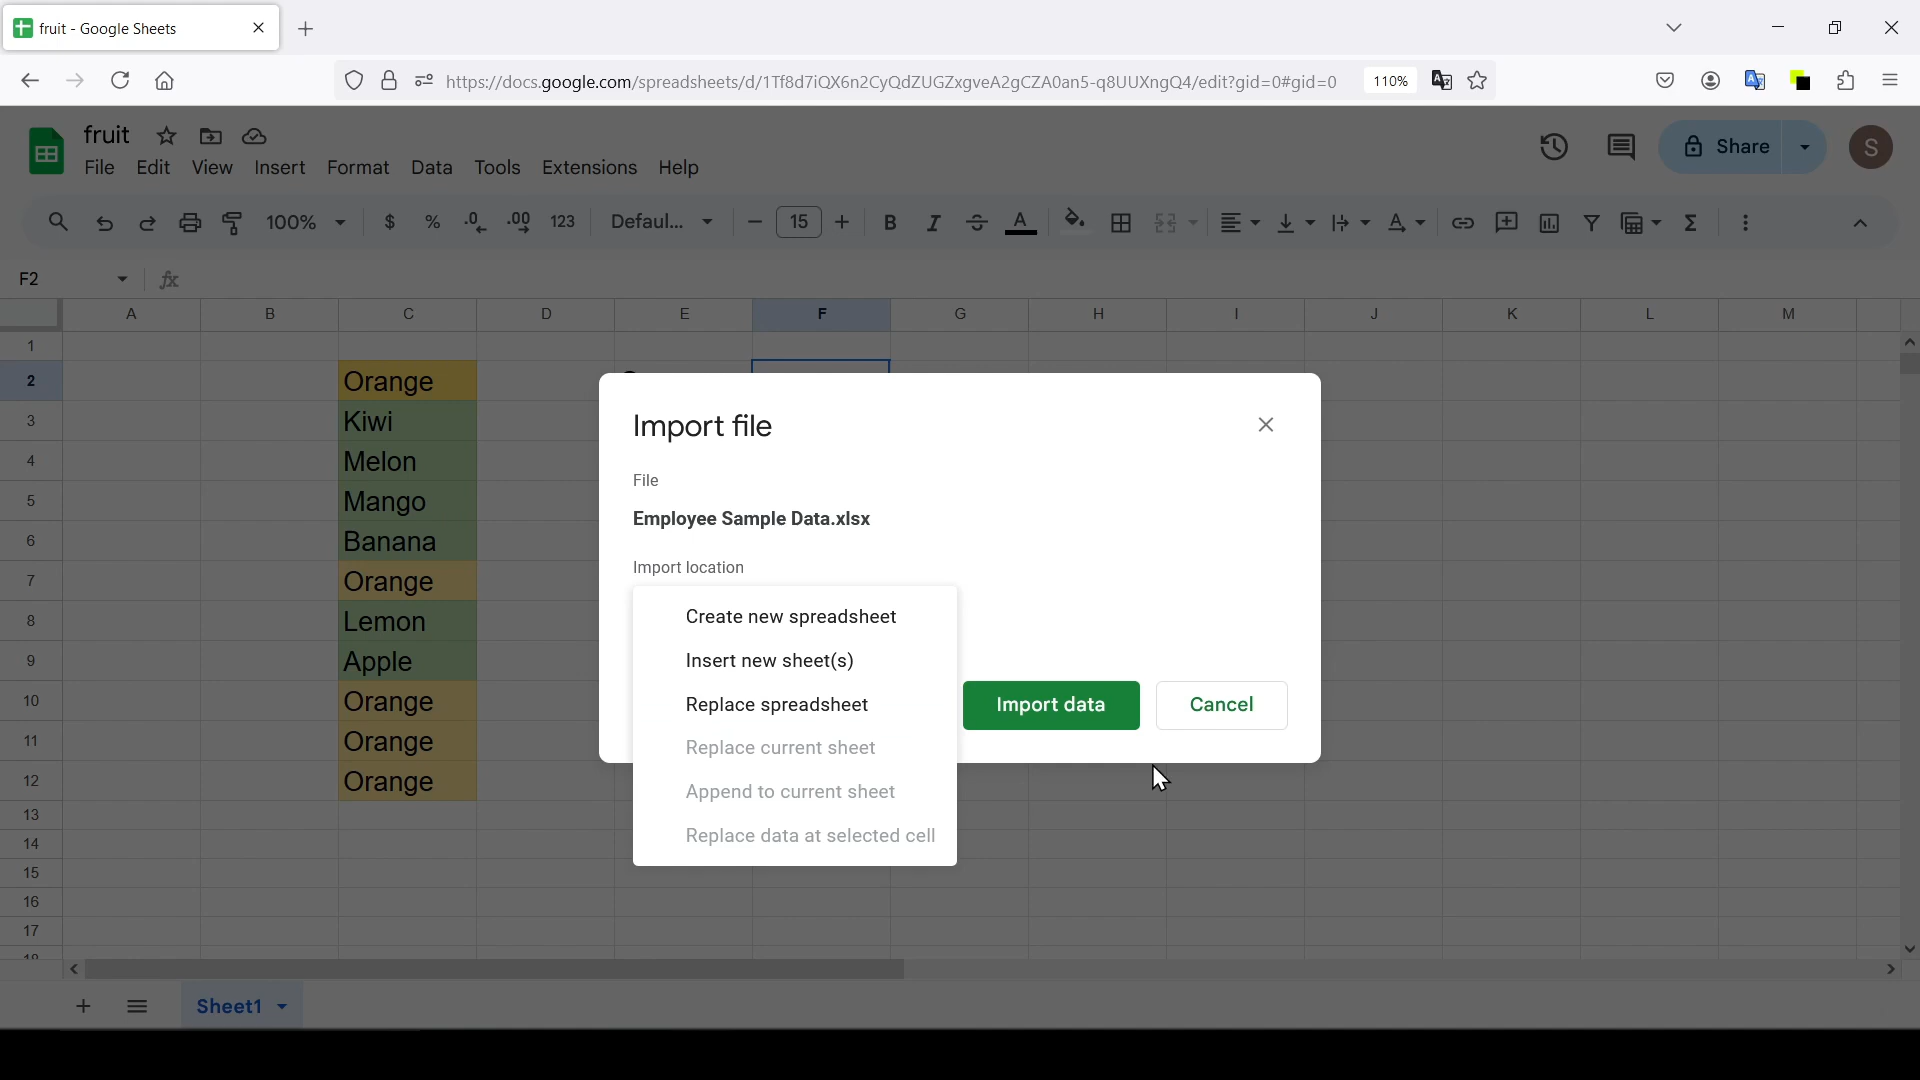 fruit - Google Sheets
https://docs.google.com/spreadsheets/d/1Tf8d7iQX6n2CyQdZUGZxgveA2gCZA0an5-q8UUXngQ4/edit?gid=0#gid=0 110%
fruit
File Edit View Insert Format Data Tools Extensions Help
Share S
100% $ % .0 .00 123 Defaul... 15 B I A
F2 fx
A B C D E F G H I J K L M
1
2 Orange
3 Kiwi
4 Melon
5 Mango
6 Banana
7 Orange
8 Lemon
9 Apple
10 Orange
11 Orange
12 Orange
13
14
15
16
17
18
Import file
File
Employee Sample Data.xlsx
Import location
Create new spreadsheet
Insert new sheet(s)
Replace spreadsheet
Replace current sheet
Append to current sheet
Replace data at selected cell
Import data Cancel
Sheet1